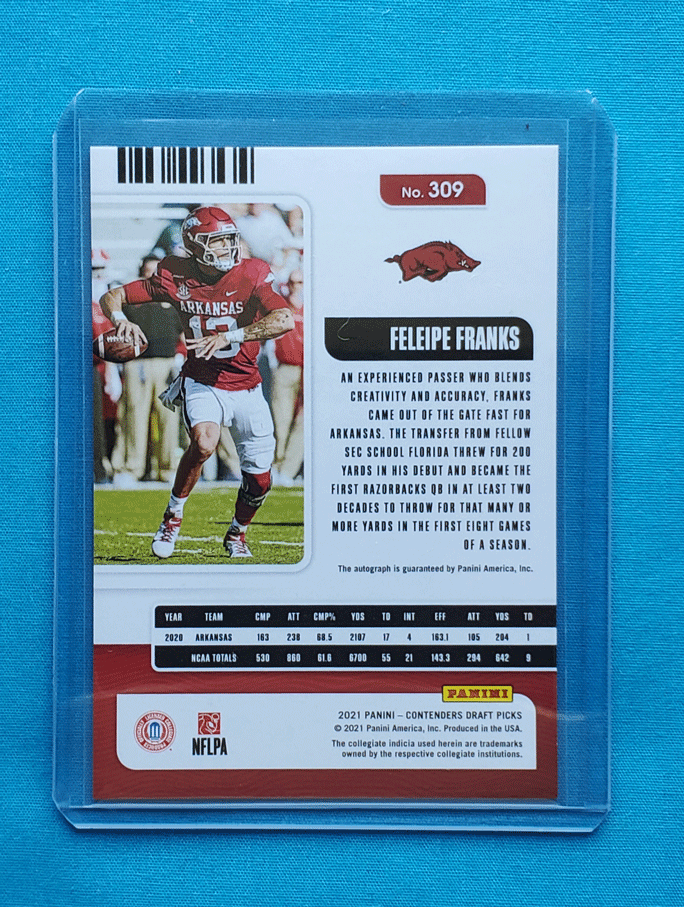 No. 309
ARKANSAS
13
FELEIPE FRANKS
AN EXPERIENCED PASSER WHO BLENDS
CREATIVITY AND ACCURACY, FRANKS
CAME OUT OF THE GATE FAST FOR
ARKANSAS. THE TRANSFER FROM FELLOW
SEC SCHOOL FLORIDA THREW FOR 200
YARDS IN HIS DEBUT AND BECAME THE
FIRST RAZORBACKS QB IN AT LEAST TWO
DECADES TO THROW FOR THAT MANY OR
MORE YARDS IN THE FIRST EIGHT GAMES
OF A SEASON.
The autograph is guaranteed by Panini America, Inc.
YEAR TEAM CMP ATT CMP% YDS TD INT EFF ATT YDS TD
2020 ARKANSAS 163 238 68.5 2107 17 4 163.1 105 204 1
NCAA TOTALS 530 860 61.6 6700 55 21 143.3 294 642 9
PANINI
2021 PANINI – CONTENDERS DRAFT PICKS
© 2021 Panini America, Inc. Produced in the USA.
The collegiate indicia used herein are trademarks
owned by the respective collegiate institutions.
NFLPA